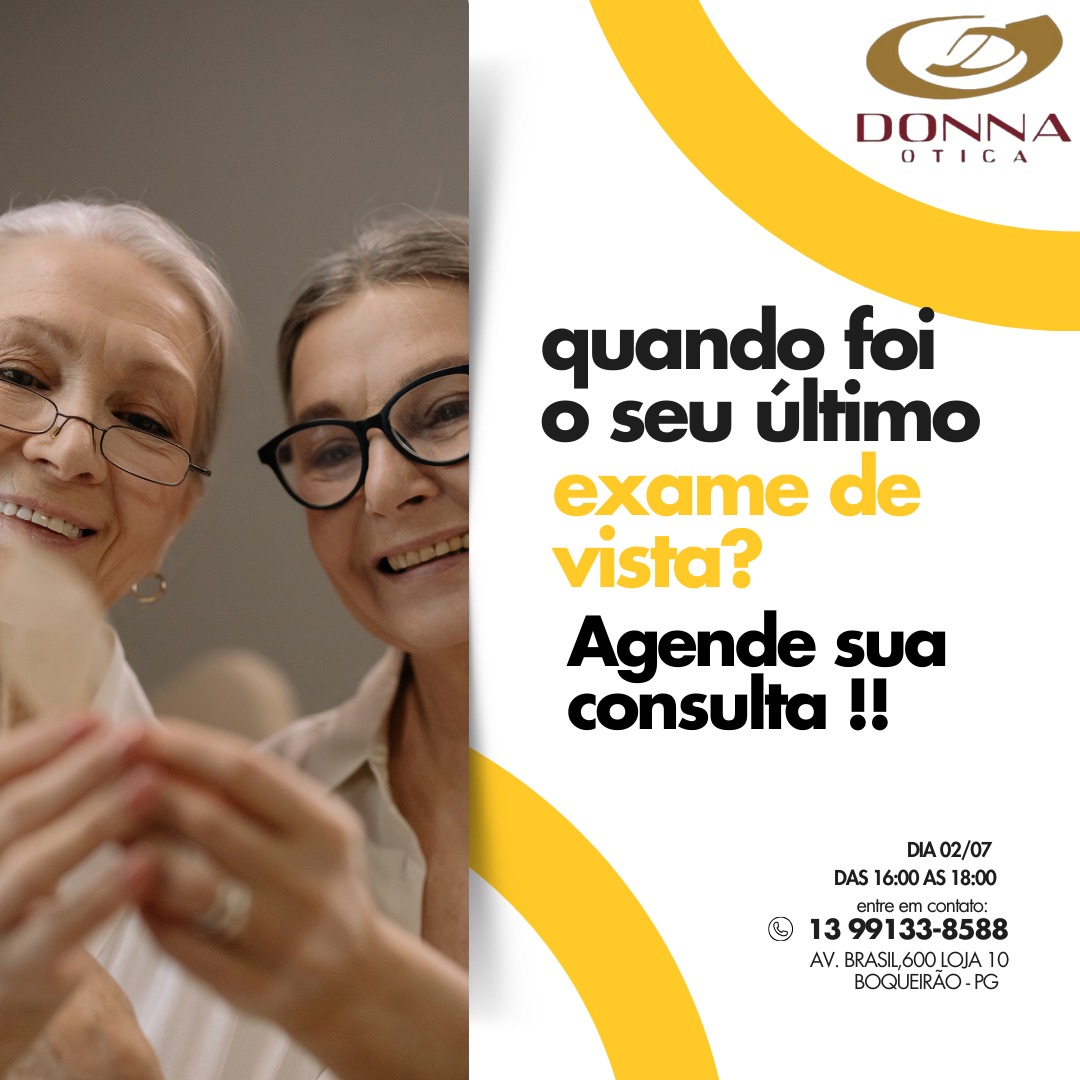 DONNA
OTICA
quando foi
o seu último
exame de
vista?
Agende sua
consulta !!
DIA 02/07
DAS 16:00 AS 18:00
entre em contato:
13 99133-8588
AV. BRASIL,600 LOJA 10
BOQUEIRÃO - PG